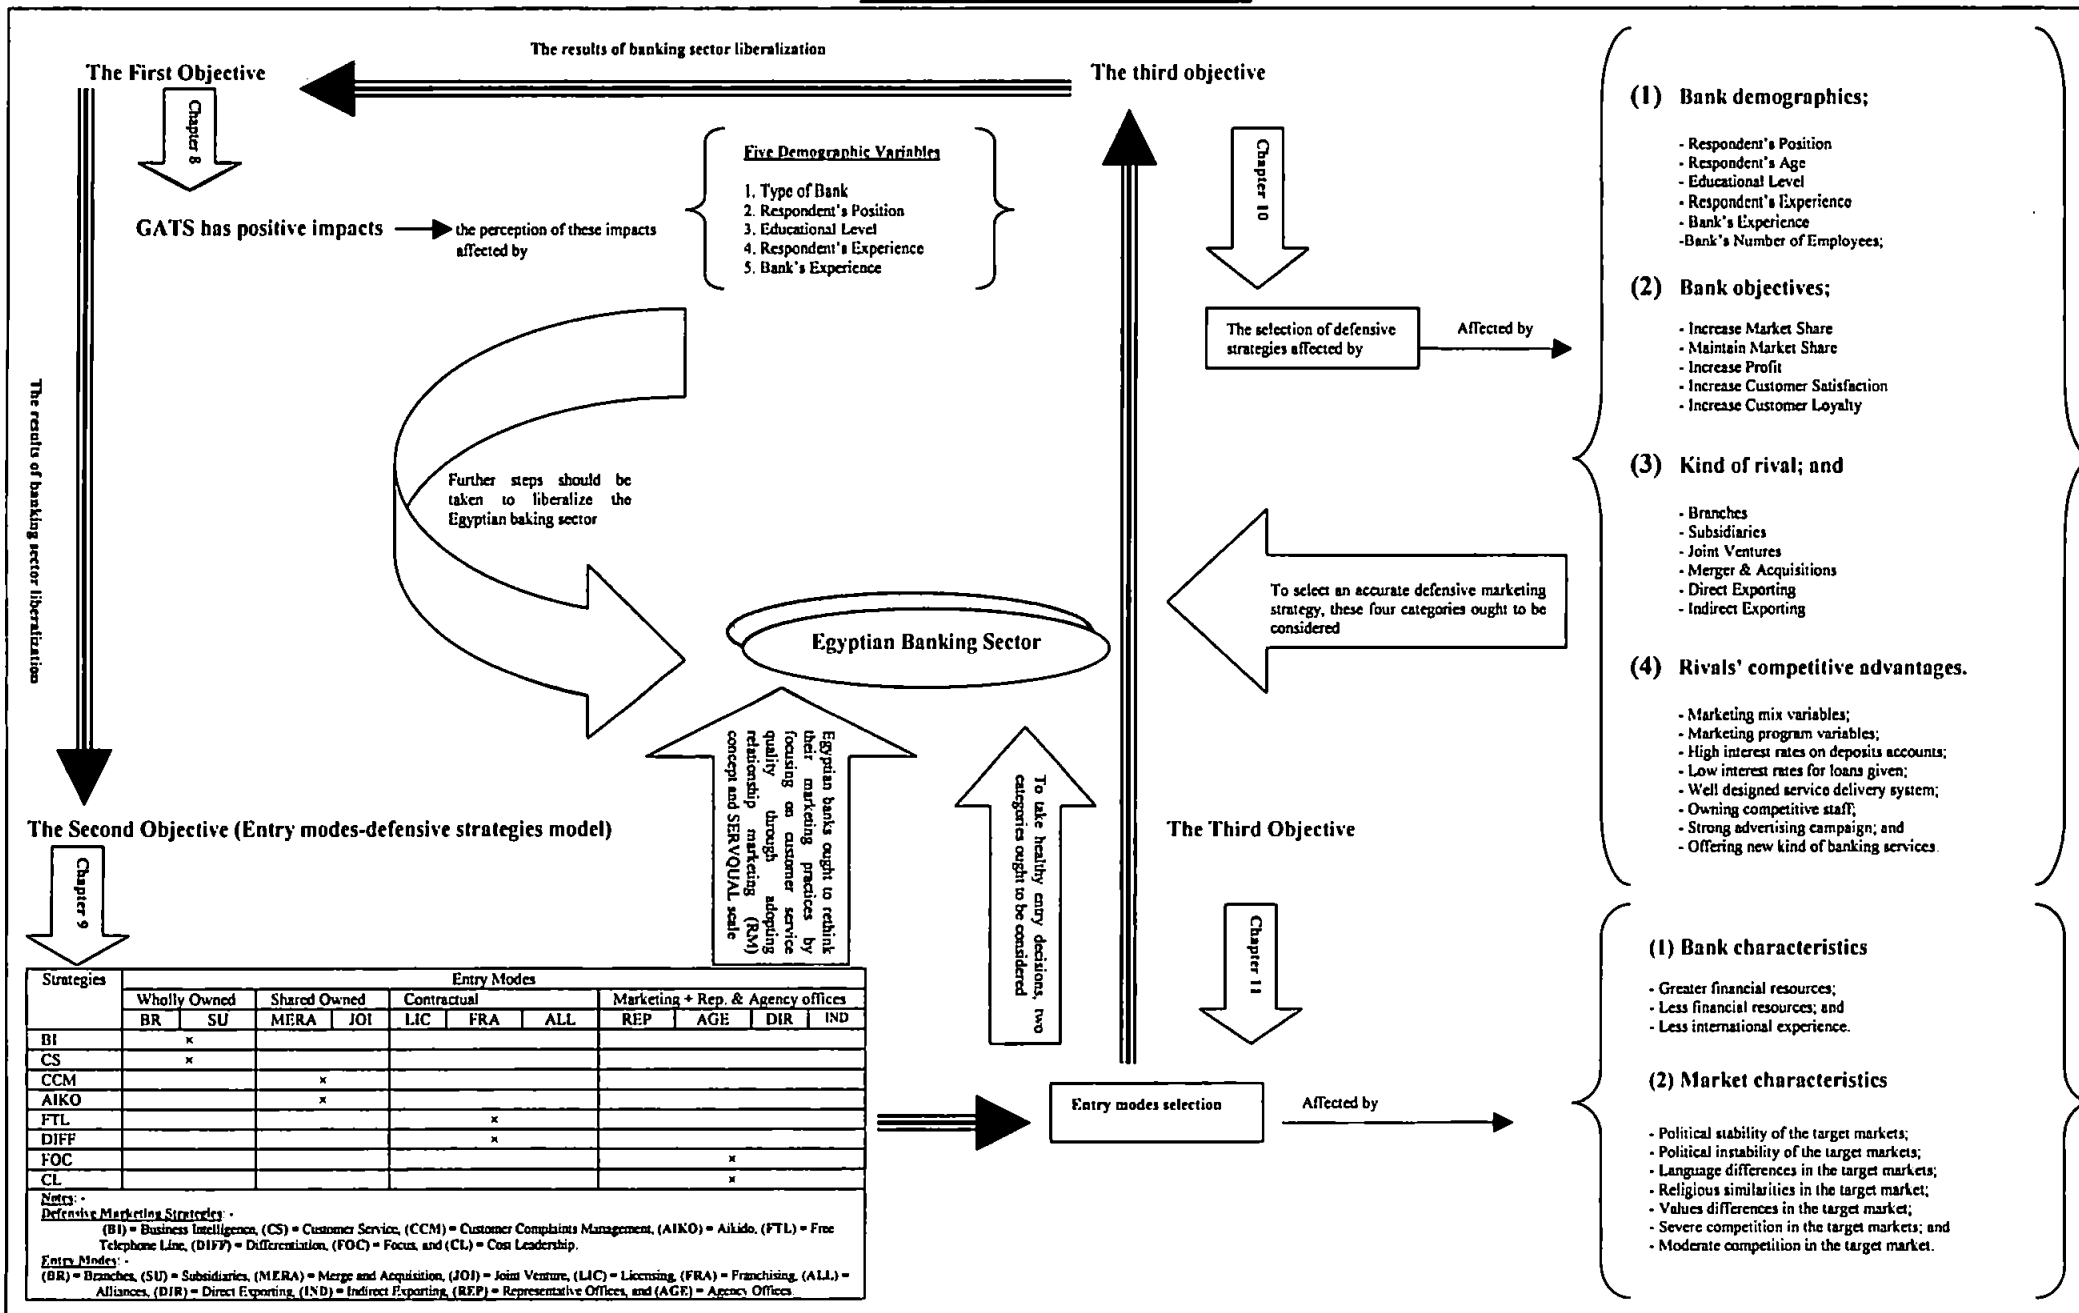 The results of banking sector liberalization
The First Objective
The third objective
Chapter 8
GATS has positive impacts
the perception of these impacts
affected by
Five Demographic Variables
1. Type of Bank
2. Respondent's Position
3. Educational Level
4. Respondent's Experience
5. Bank's Experience
Chapter 10
The selection of defensive
strategies affected by
Affected by
(1) Bank demographics;
- Respondent's Position
- Respondent's Age
- Educational Level
- Respondent's Experience
- Bank's Experience
-Bank's Number of Employees;
(2) Bank objectives;
- Increase Market Share
- Maintain Market Share
- Increase Profit
- Increase Customer Satisfaction
- Increase Customer Loyalty
(3) Kind of rival; and
- Branches
- Subsidiaries
- Joint Ventures
- Merger & Acquisitions
- Direct Exporting
- Indirect Exporting
(4) Rivals' competitive advantages.
- Marketing mix variables;
- Marketing program variables;
- High interest rates on deposits accounts;
- Low interest rates for loans given;
- Well designed service delivery system;
- Owning competitive staff;
- Strong advertising campaign; and
- Offering new kind of banking services.
The results of banking sector liberalization
Further steps should be
taken to liberalize the
Egyptian baking sector
Egyptian Banking Sector
To select an accurate defensive marketing
strategy, these four categories ought to be
considered
Egyptian banks ought to rethink
their marketing practices by
focusing on customer service
quality through adopting
relationship marketing (RM)
concept and SERVQUAL scale
To take healthy entry decisions, two
categories ought to be considered
The Second Objective (Entry modes-defensive strategies model)
The Third Objective
Chapter 9
Chapter 11
Strategies Entry Modes
Wholly Owned Shared Owned Contractual Marketing + Rep. & Agency offices
BR SU MERA JOI LIC FRA ALL REP AGE DIR IND
BI x
CS x
CCM x
AIKO x
FTL x
DIFF x
FOC x
CL x
Notes: -
Defensive Marketing Strategies: -
(BI) = Business Intelligence, (CS) = Customer Service, (CCM) = Customer Complaints Management, (AIKO) = Aikido, (FTL) = Free
Telephone Line, (DIFF) = Differentiation, (FOC) = Focus, and (CL) = Cost Leadership.
Entry Modes: -
(BR) = Branches, (SU) = Subsidiaries, (MERA) = Merge and Acquisition, (JOI) = Joint Venture, (LIC) = Licensing, (FRA) = Franchising, (ALL) =
Alliances, (DIR) = Direct Exporting, (IND) = Indirect Exporting, (REP) = Representative Offices, and (AGE) = Agency Offices.
Entry modes selection
Affected by
(1) Bank characteristics
- Greater financial resources;
- Less financial resources; and
- Less international experience.
(2) Market characteristics
- Political stability of the target markets;
- Political instability of the target markets;
- Language differences in the target markets;
- Religious similarities in the target market;
- Values differences in the target market;
- Severe competition in the target markets; and
- Moderate competition in the target market.